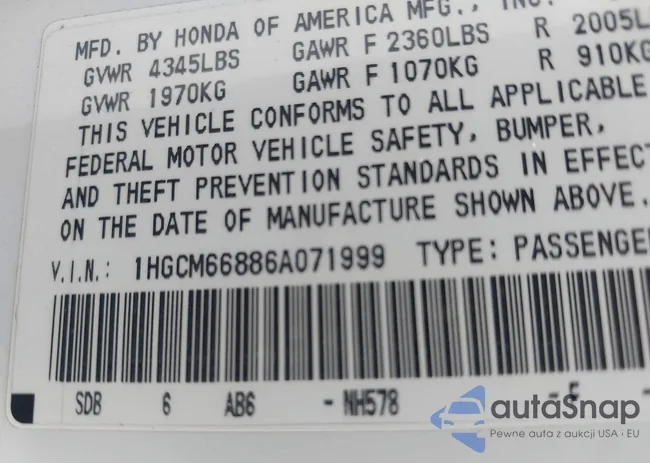 MFD. BY HONDA OF AMERICA MFG., INC.
GVWR 4345LBS GAWR F 2360LBS R 2005L
GVWR 1970KG GAWR F 1070KG R 910KG
THIS VEHICLE CONFORMS TO ALL APPLICABLE
FEDERAL MOTOR VEHICLE SAFETY, BUMPER,
AND THEFT PREVENTION STANDARDS IN EFFECT
ON THE DATE OF MANUFACTURE SHOWN ABOVE.
V.I.N.: 1HGCM66886A071999 TYPE: PASSENGE
SDB 6 AB6 - NH578
autoSnap
Pewne auta z aukcji USA · EU